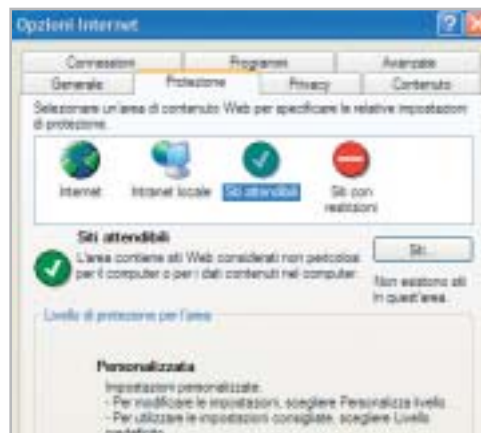 Opzioni Internet
Connessioni Programmi Avanzate
Generale Protezione Privacy Contenuto
Selezionare un'area di contenuto Web per specificare le relative impostazioni
di protezione.
Internet Intranet locale Siti attendibili Siti con
restrizioni
Siti attendibili
L'area contiene siti Web considerati non pericolosi
per il computer o per i dati contenuti nel computer
Siti...
Non esistono siti
in quest'area.
Livello di protezione per l'area
Personalizzata
Impostazioni personalizzate.
- Per modificare le impostazioni, scegliere Personalizza livello
- Per utilizzare le impostazioni consigliate, scegliere Livello
predefinito